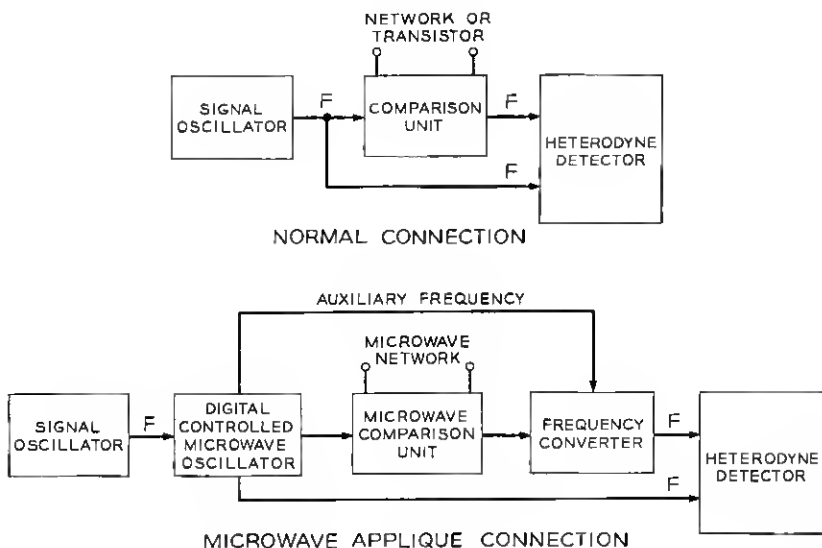 NETWORK OR
TRANSISTOR
SIGNAL
OSCILLATOR
F
COMPARISON
UNIT
F
HETERODYNE
DETECTOR
F
NORMAL CONNECTION
AUXILIARY FREQUENCY
MICROWAVE
NETWORK
SIGNAL
OSCILLATOR
F
DIGITAL
CONTROLLED
MICROWAVE
OSCILLATOR
MICROWAVE
COMPARISON
UNIT
FREQUENCY
CONVERTER
F
HETERODYNE
DETECTOR
F
MICROWAVE APPLIQUE CONNECTION